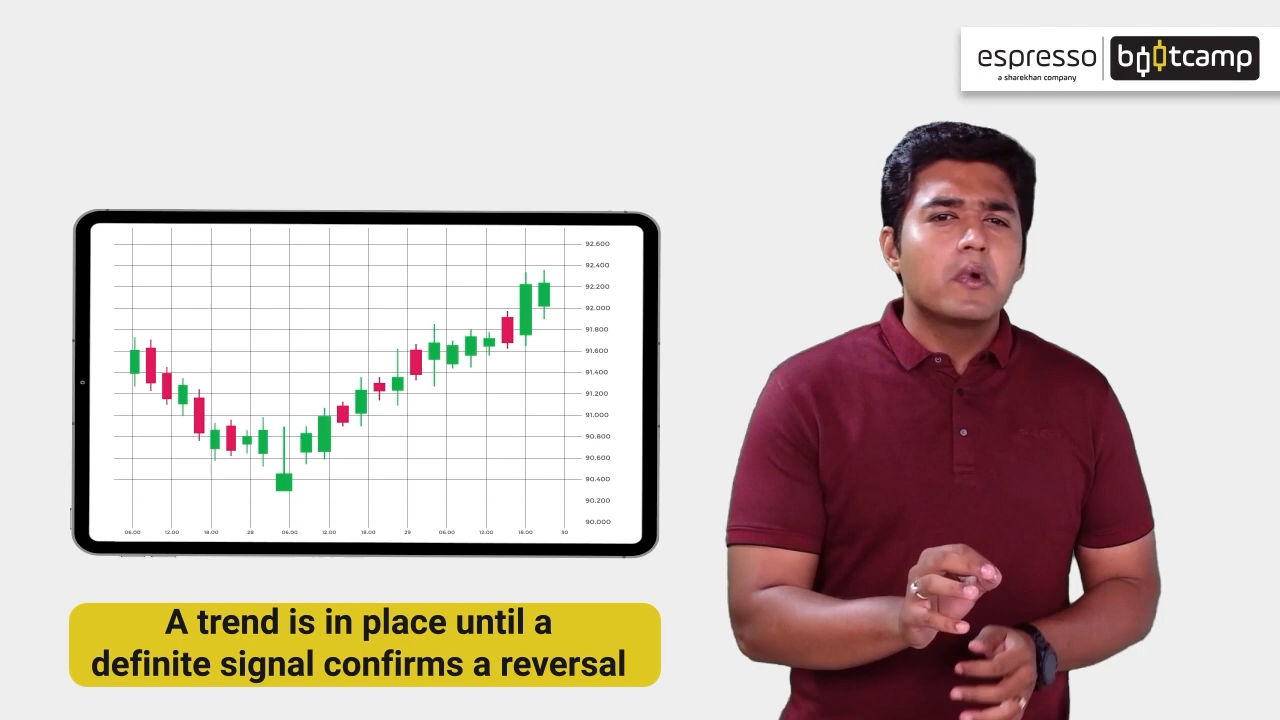 espresso
a sharekhan company
bootcamp
92.600
92.400
92.200
92.000
91.800
91.600
91.400
91.200
91.000
90.800
90.600
90.400
90.200
90.000
06.00 12.00 18.00 28 06.00 12.00 18.00 29 06.00 12.00 18.00 30
A trend is in place until a
definite signal confirms a reversal